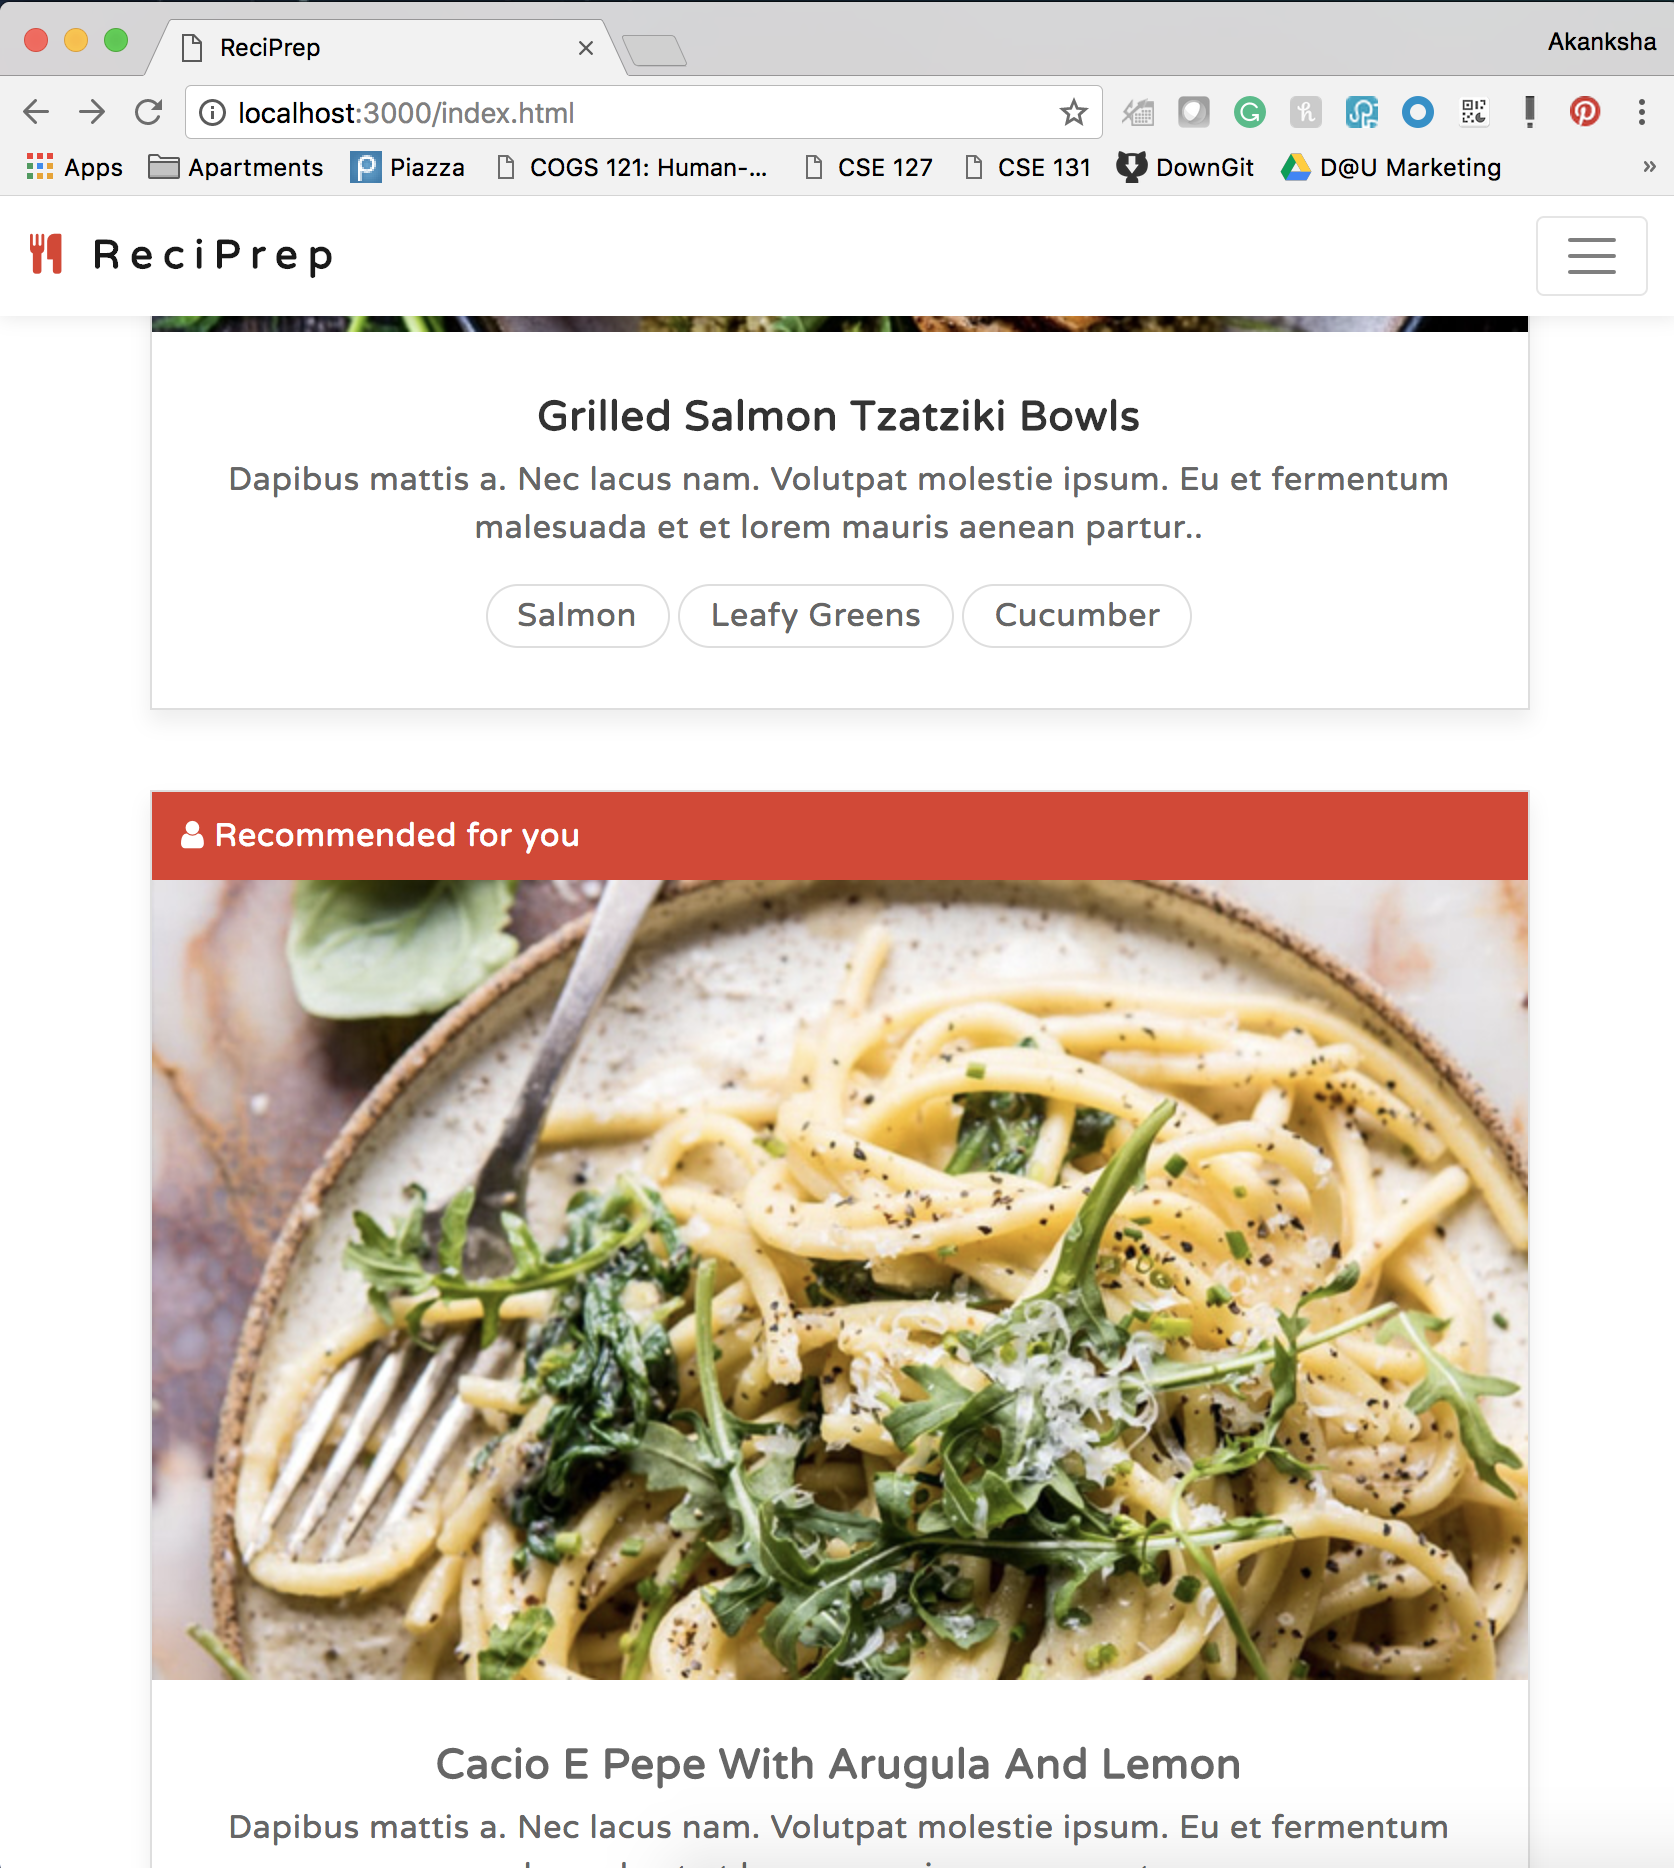 ReciPrep
Akanksha
localhost:3000/index.html
Apps Apartments Piazza COGS 121: Human-... CSE 127 CSE 131 DownGit D@U Marketing »
ReciPrep
Grilled Salmon Tzatziki Bowls
Dapibus mattis a. Nec lacus nam. Volutpat molestie ipsum. Eu et fermentum
malesuada et et lorem mauris aenean partur..
Salmon Leafy Greens Cucumber
Recommended for you
Cacio E Pepe With Arugula And Lemon
Dapibus mattis a. Nec lacus nam. Volutpat molestie ipsum. Eu et fermentum